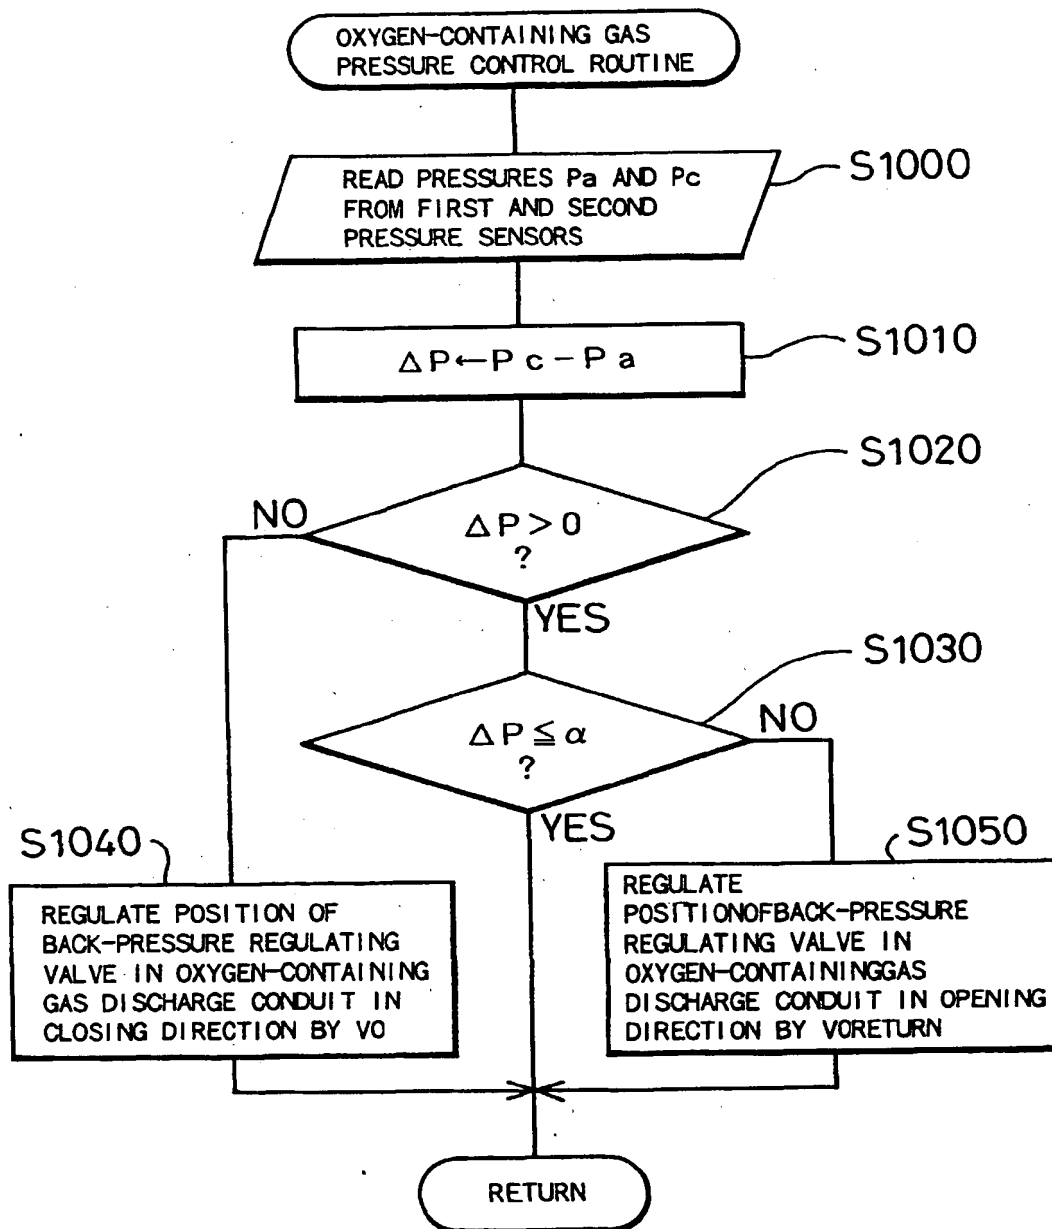 OXYGEN-CONTAINING GAS
PRESSURE CONTROL ROUTINE
READ PRESSURES Pa AND Pc
FROM FIRST AND SECOND
PRESSURE SENSORS
S1000
ΔP←Pc-Pa
S1010
S1020
NO
ΔP>0
?
YES
S1030
NO
ΔP≦α
?
YES
S1040
REGULATE POSITION OF
BACK-PRESSURE REGULATING
VALVE IN OXYGEN-CONTAINING
GAS DISCHARGE CONDUIT IN
CLOSING DIRECTION BY VO
S1050
REGULATE
POSITIONOFBACK-PRESSURE
REGULATING VALVE IN
OXYGEN-CONTAININGGAS
DISCHARGE CONDUIT IN OPENING
DIRECTION BY VORETURN
RETURN